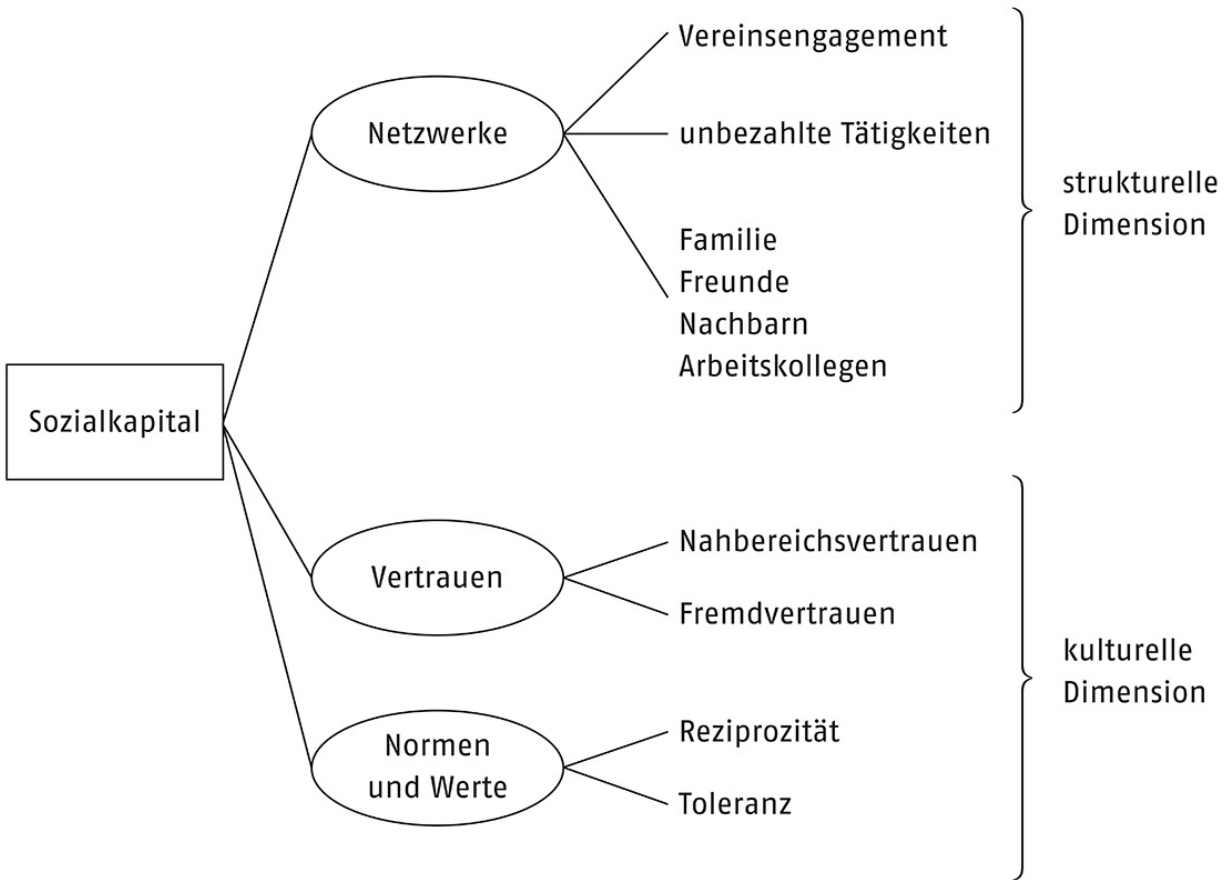 Sozialkapital
Netzwerke
Vereinsengagement
unbezahlte Tätigkeiten
Familie
Freunde
Nachbarn
Arbeitskollegen
strukturelle
Dimension
Vertrauen
Nahbereichsvertrauen
Fremdvertrauen
Normen
und Werte
Reziprozität
Toleranz
kulturelle
Dimension